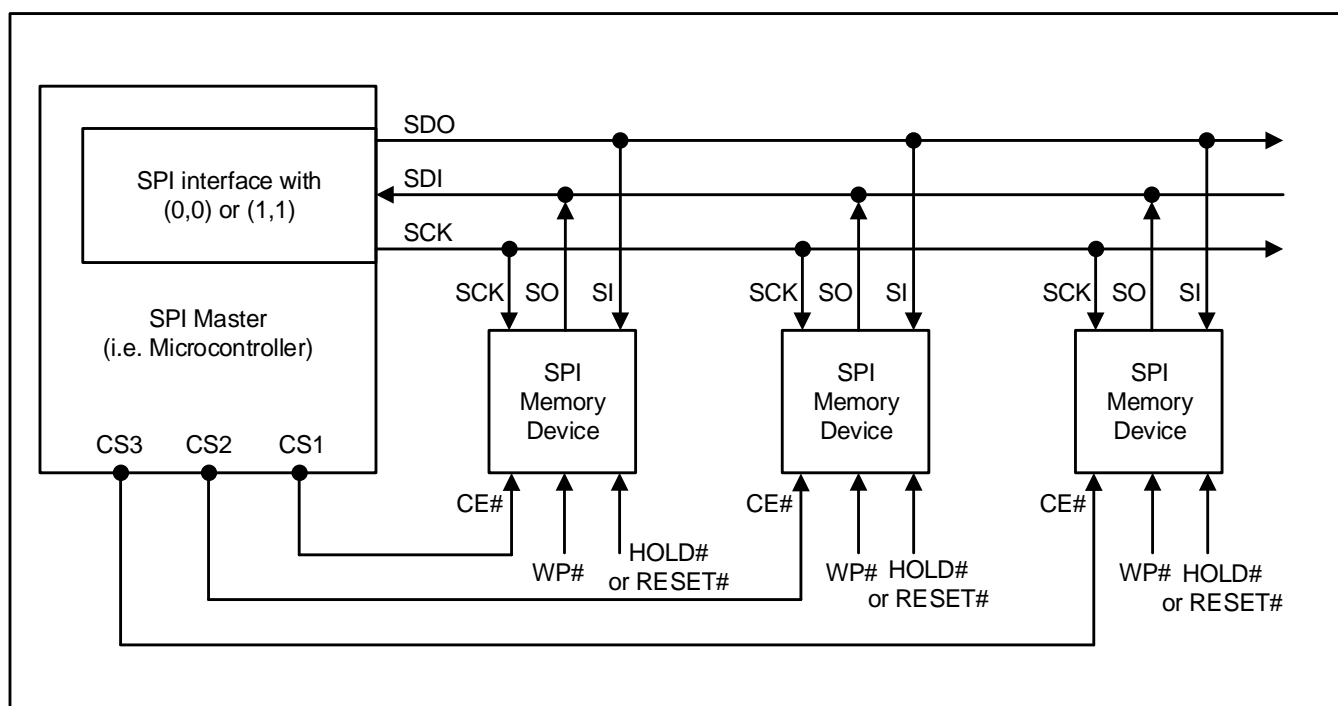 SDO
SPI interface with
(0,0) or (1,1)
SDI
SCK
SPI Master
(i.e. Microcontroller)
SCK SO SI
SCK SO SI
SCK SO SI
SPI
Memory
Device
SPI
Memory
Device
SPI
Memory
Device
CS3 CS2 CS1
CE#
WP#
HOLD#
or RESET#
CE#
WP#
HOLD#
or RESET#
CE#
WP#
HOLD#
or RESET#